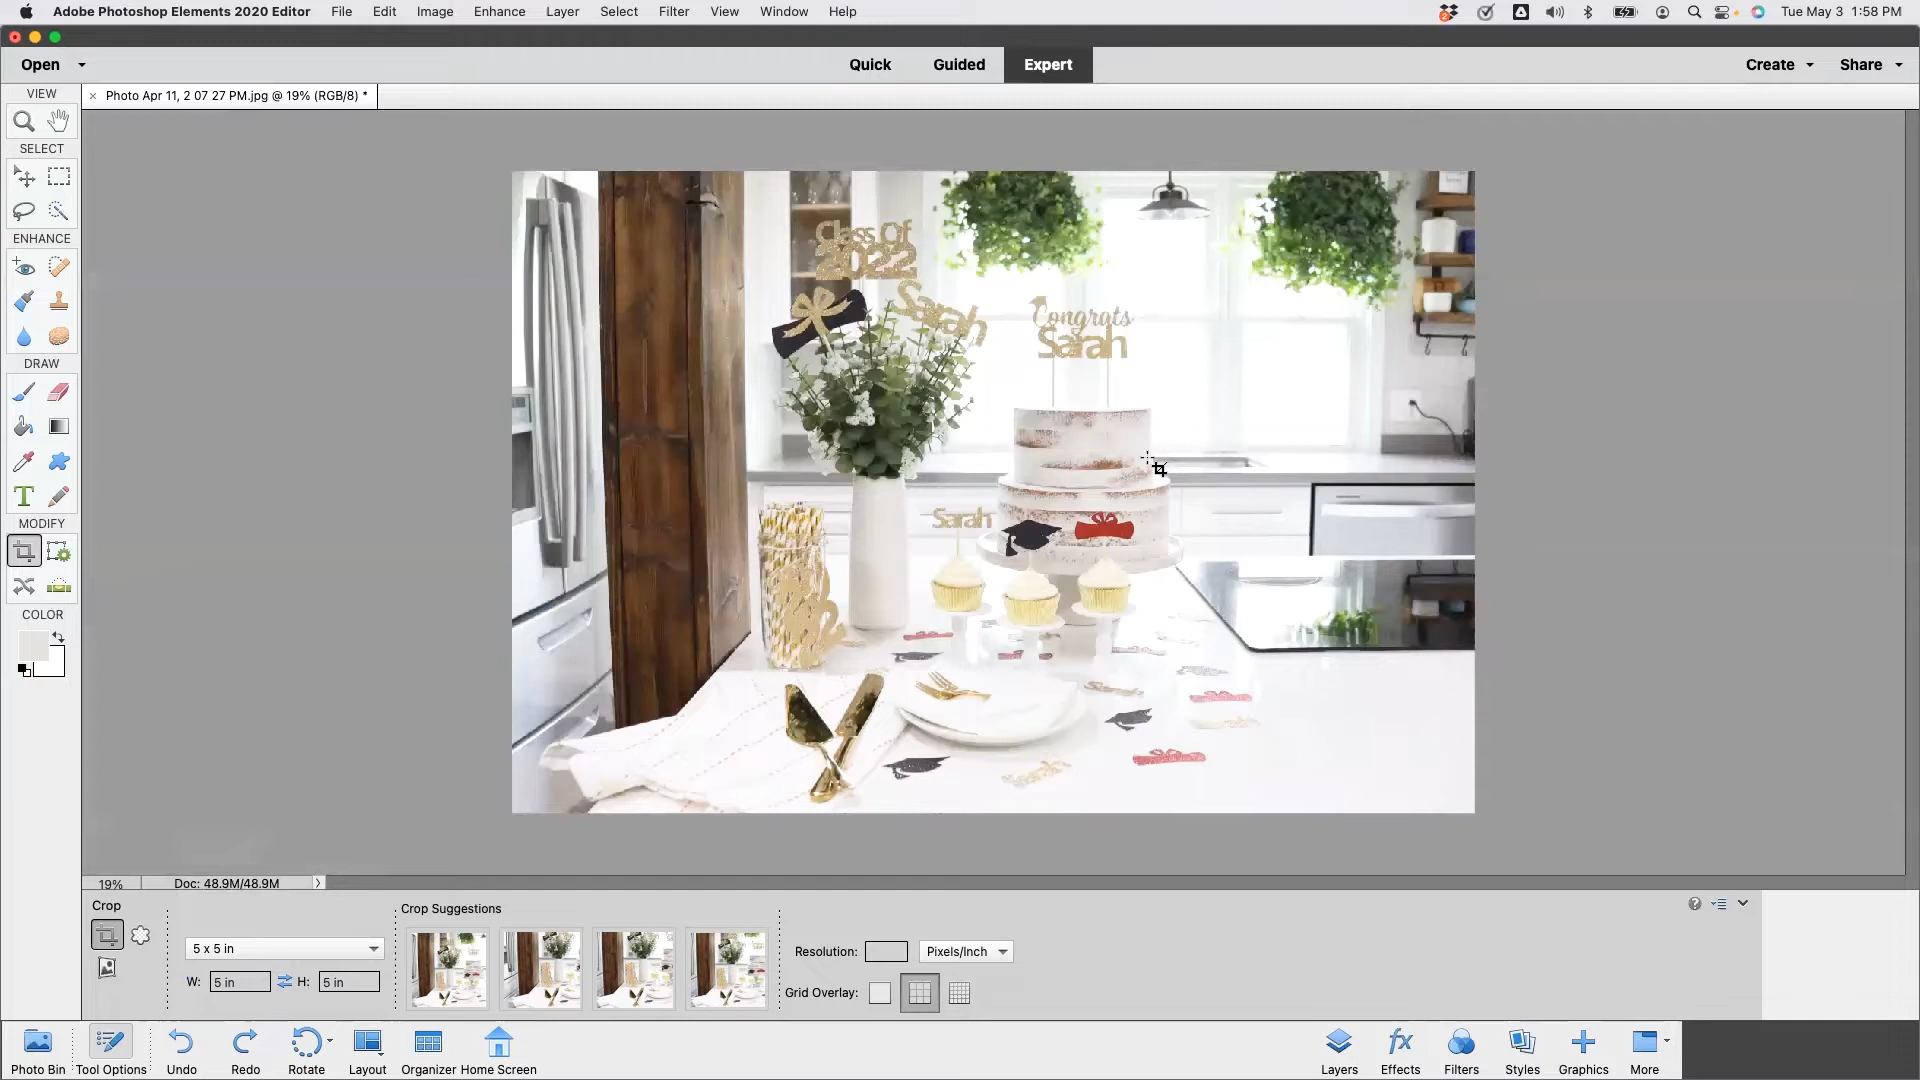 Adobe Photoshop Elements 2020 Editor File Edit Image Enhance Layer Select Filter View Window Help Tue May 3 1:58 PM
Open Quick Guided Expert Create Share
VIEW
× Photo Apr 11, 2 07 27 PM.jpg @ 19% (RGB/8) *
SELECT
ENHANCE
DRAW
MODIFY
COLOR
Class Of
2022
Sarah
Congrats
Sarah
Sarah
19% Doc: 48.9M/48.9M
Crop
Crop Suggestions
5 x 5 in
W: 5 in H: 5 in
Resolution: Pixels/Inch
Grid Overlay:
Photo Bin Tool Options Undo Redo Rotate Layout Organizer Home Screen Layers Effects Filters Styles Graphics More